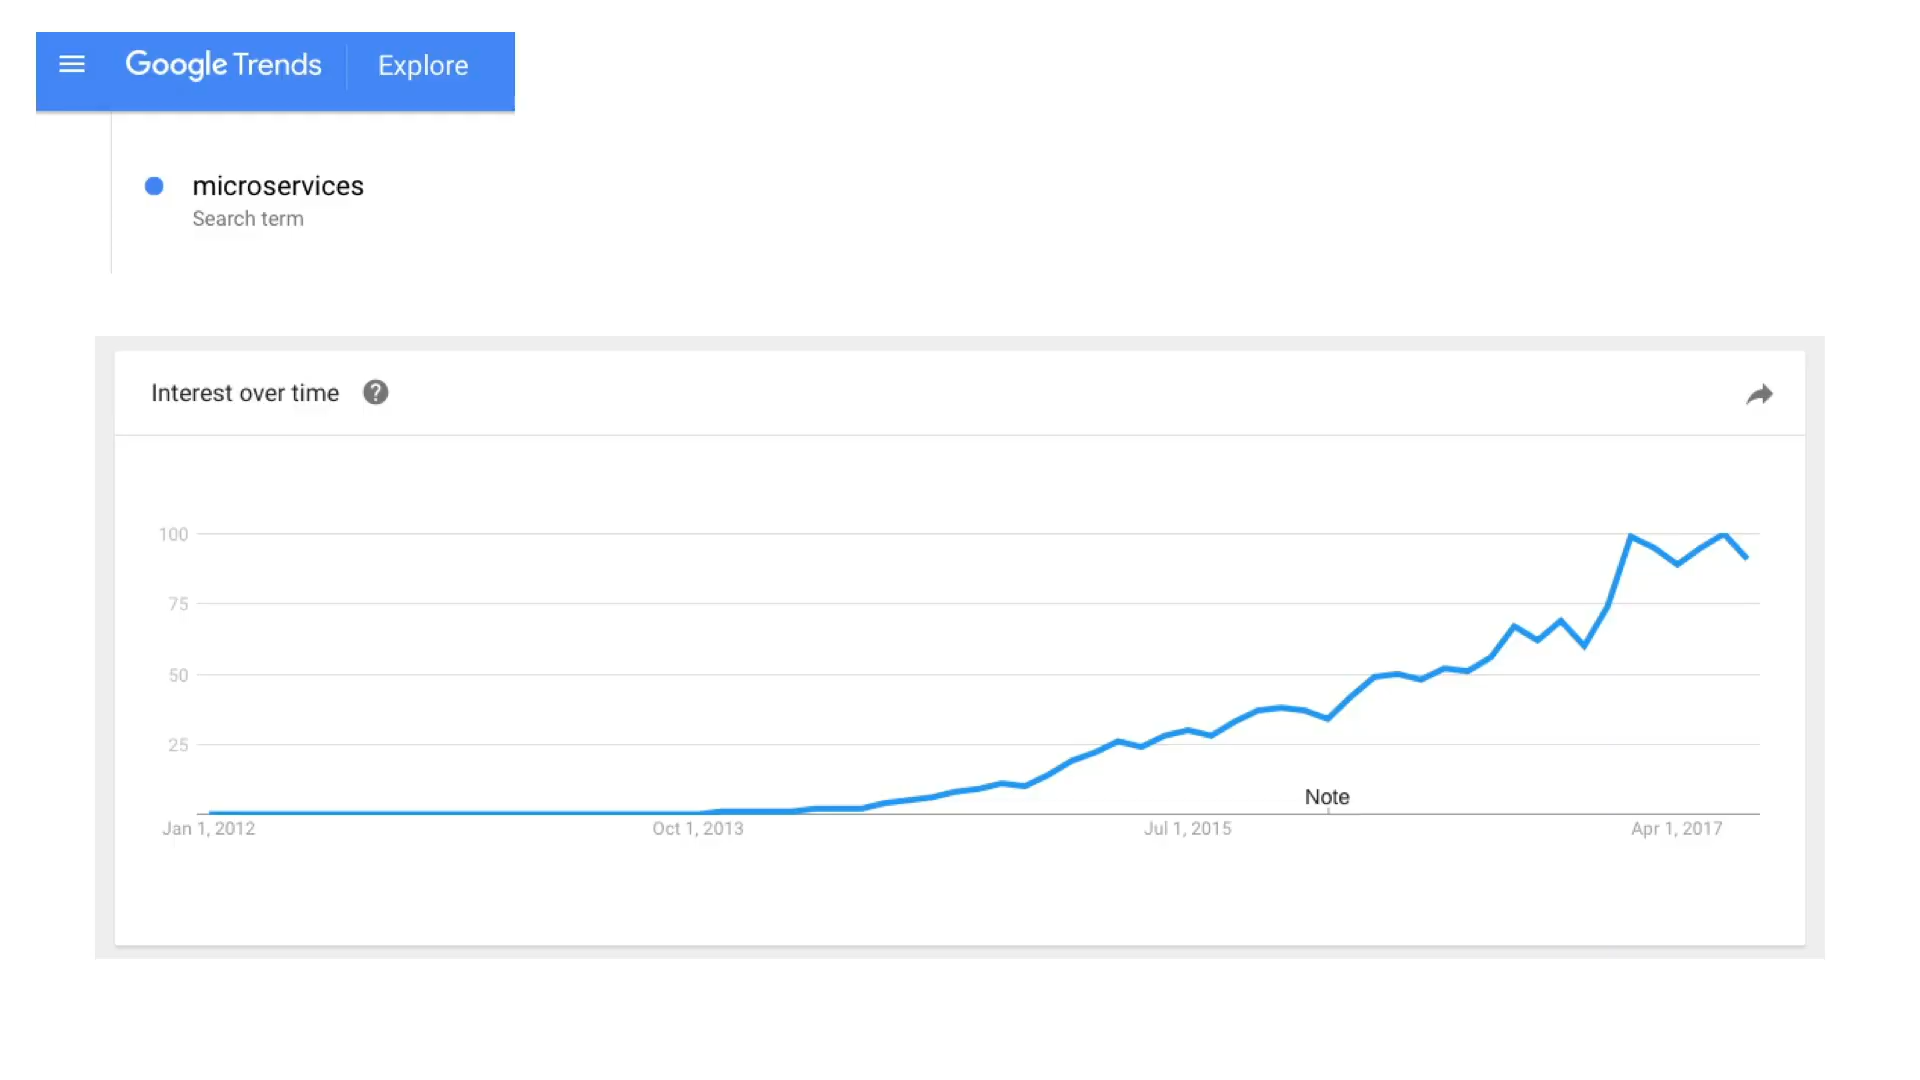 Google Trends Explore
microservices
Search term
Interest over time ?
100
75
50
25
Note
Jan 1, 2012 Oct 1, 2013 Jul 1, 2015 Apr 1, 2017